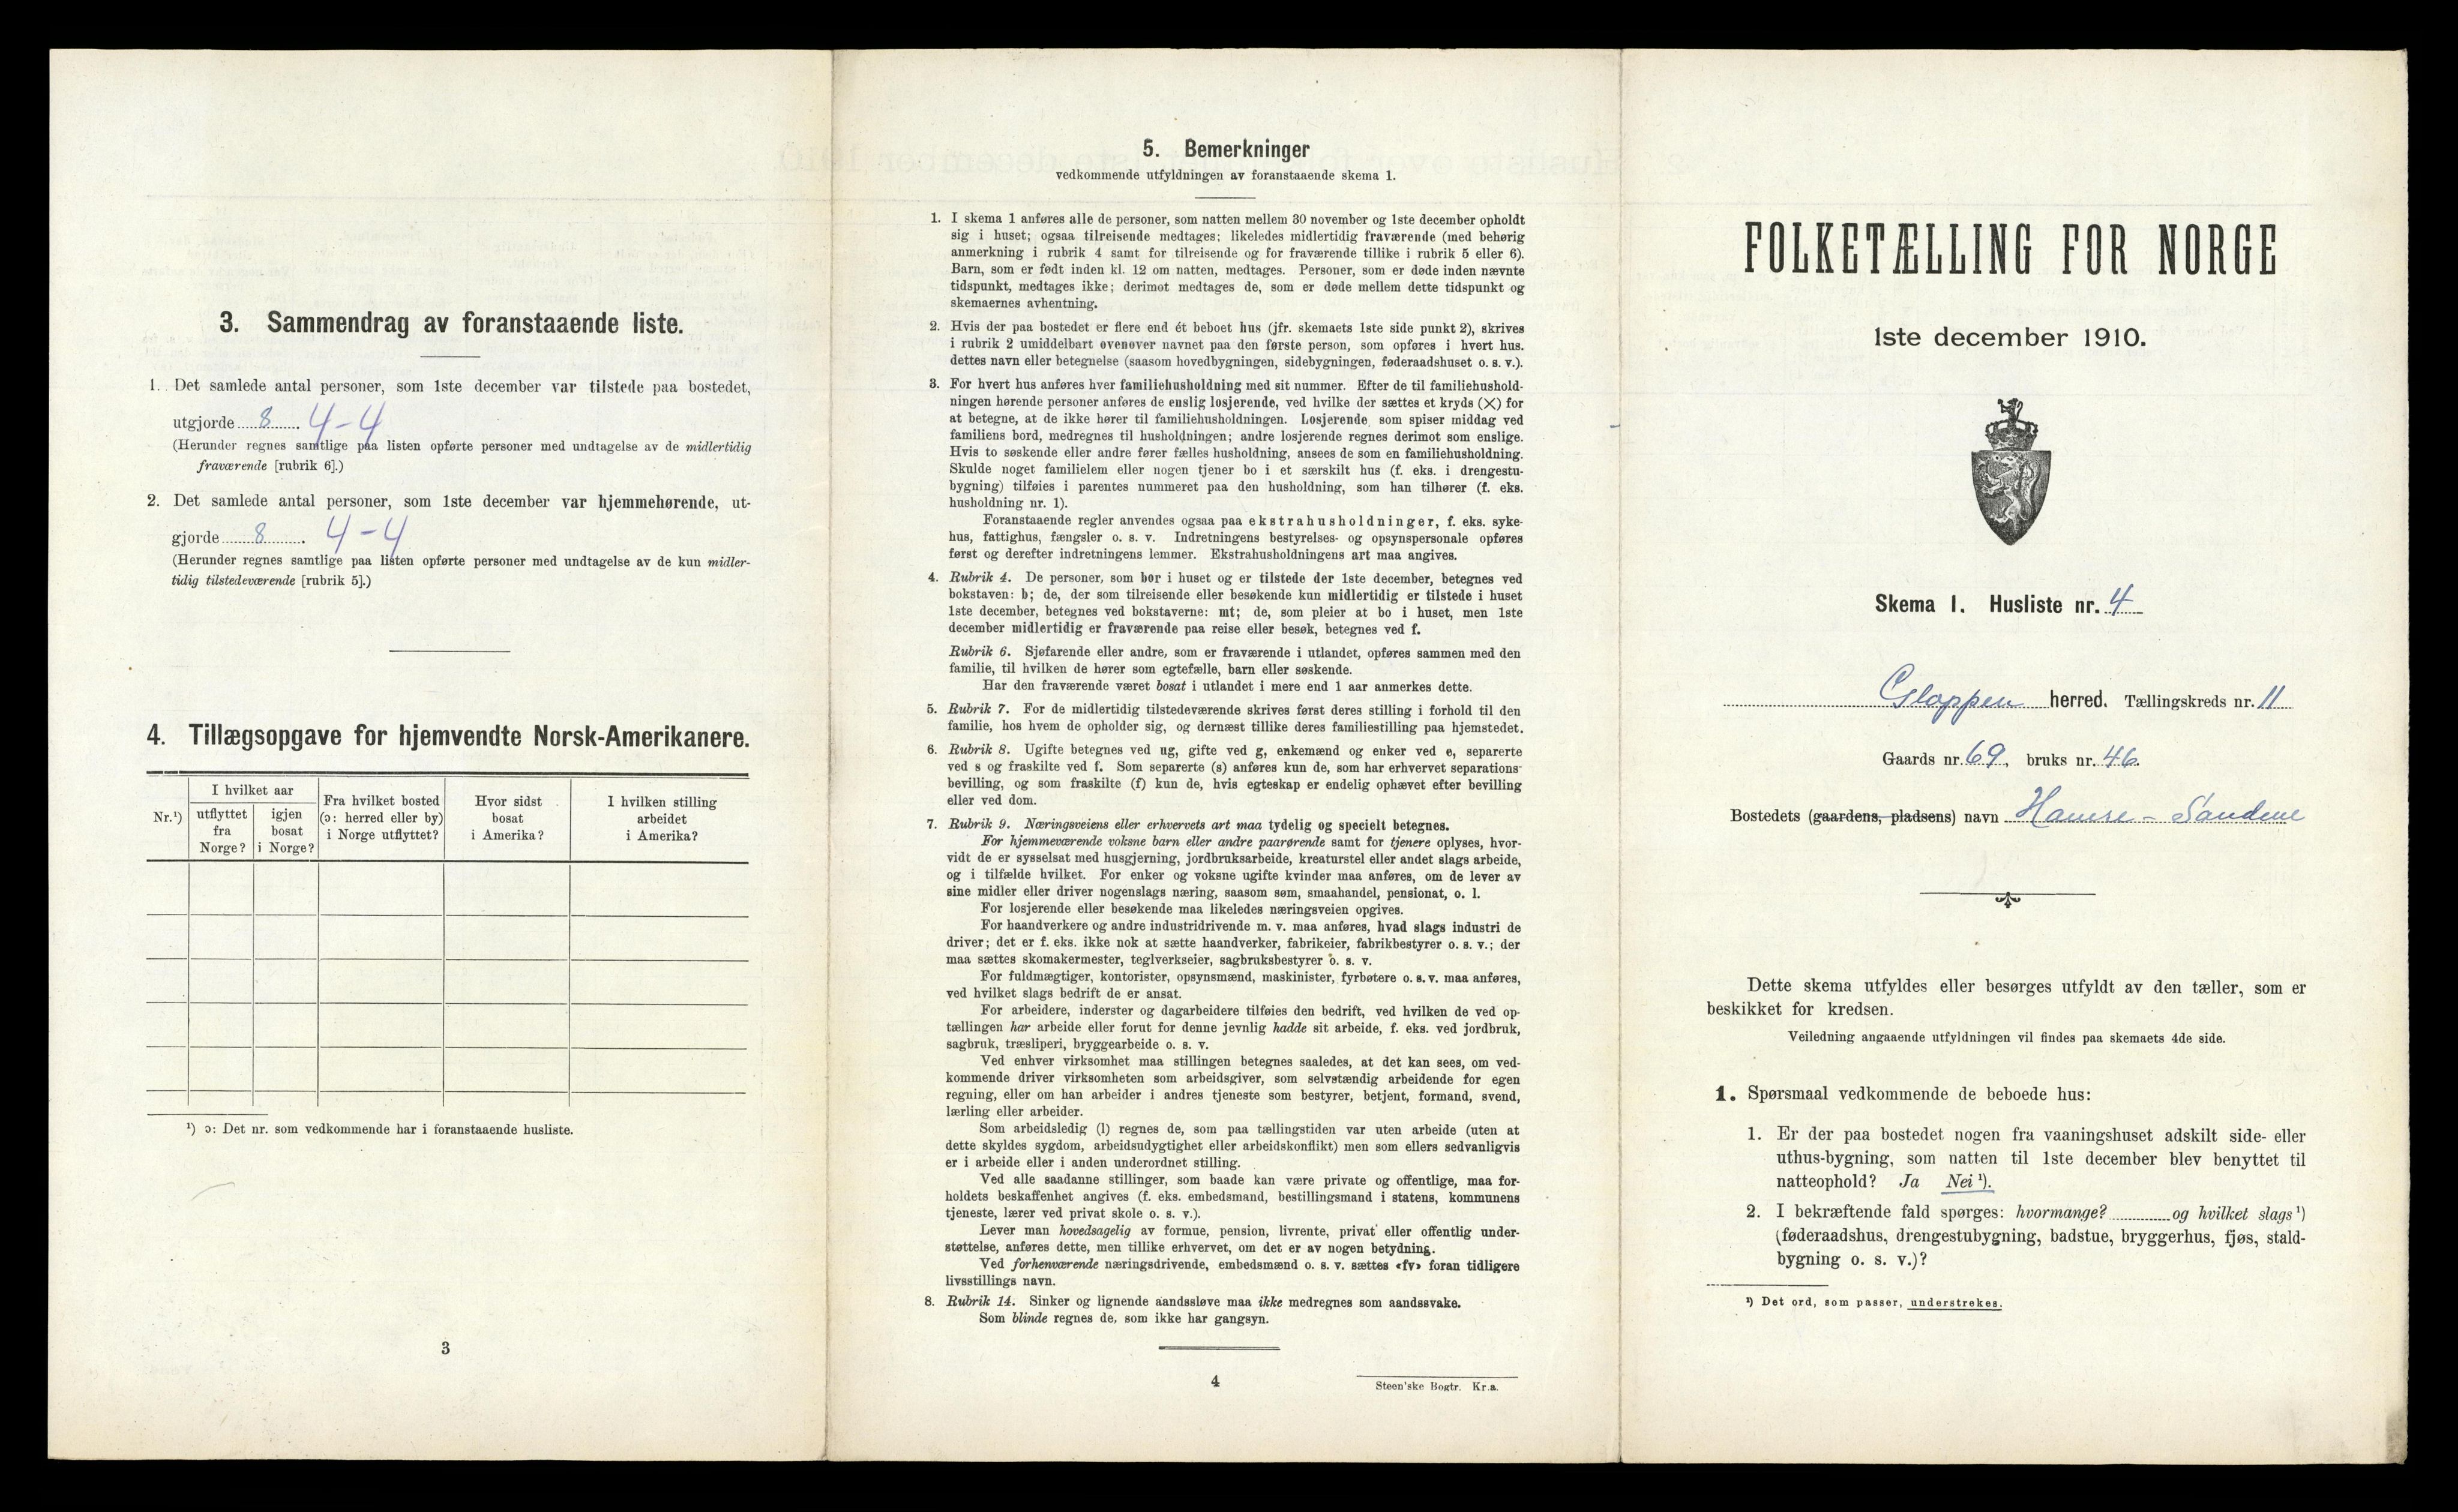 3. Sammendrag av foranstaaende liste.
1. Det samlede antal personer, som 1ste december var tilstede paa bostedet,
utgjorde 8. 4-4
(Herunder regnes samtlige paa listen opførte personer med undtagelse av de midlertidig
fraværende [rubrik 6].)
2. Det samlede antal personer, som 1ste december var hjemmehørende, ut-
gjorde 8. 4-4
(Herunder regnes samtlige paa listen opførte personer med undtagelse av de kun midler-
tidig tilstedeværende [rubrik 5].)
4. Tillægsopgave for hjemvendte Norsk-Amerikanere.
Nr.¹)
I hvilket aar
utflyttet
fra
Norge?
igjen
bosat
i Norge?
Fra hvilket bosted
(ɔ: herred eller by)
i Norge utflyttet?
Hvor sidst
bosat
i Amerika?
I hvilken stilling
arbeidet
i Amerika?
¹) ɔ: Det nr. som vedkommende har i foranstaaende husliste.
3
5. Bemerkninger
vedkommende utfyldningen av foranstaaende skema 1.
1. I skema 1 anføres alle de personer, som natten mellem 30 november og 1ste december opholdt
sig i huset; ogsaa tilreisende medtages; likeledes midlertidig fraværende (med behørig
anmerkning i rubrik 4 samt for tilreisende og for fraværende tillike i rubrik 5 eller 6).
Barn, som er født inden kl. 12 om natten, medtages. Personer, som er døde inden nævnte
tidspunkt, medtages ikke; derimot medtages de, som er døde mellem dette tidspunkt og
skemaernes avhentning.
2. Hvis der paa bostedet er flere end ét beboet hus (jfr. skemaets 1ste side punkt 2), skrives
i rubrik 2 umiddelbart ovenover navnet paa den første person, som opføres i hvert hus.
dettes navn eller betegnelse (saasom hovedbygningen, sidebygningen, føderaadshuset o. s. v.).
3. For hvert hus anføres hver familiehusholdning med sit nummer. Efter de til familiehushold-
ningen hørende personer anføres de enslig losjerende, ved hvilke der sættes et kryds (×) for
at betegne, at de ikke hører til familiehusholdningen. Losjerende som spiser middag ved
familiens bord, medregnes til husholdningen; andre losjerende regnes derimot som enslige.
Hvis to søskende eller andre fører fælles husholdning, ansees de som en familiehusholdning.
Skulde noget familielem eller nogen tjener bo i et særskilt hus (f. eks. i drengestu-
bygning) tilføies i parentes nummeret paa den husholdning, som han tilhører (f. eks.
husholdning nr. 1).
Foranstaaende regler anvendes ogsaa paa ekstrahusholdninger, f. eks. syke-
hus, fattighus, fængsler o. s. v. Indretningens bestyrelses- og opsynspersonale opføres
først og derefter indretningens lemmer. Ekstrahusholdningens art maa angives.
4. Rubrik 4. De personer, som bor i huset og er tilstede der 1ste december, betegnes ved
bokstaven: b; de, der som tilreisende eller besøkende kun midlertidig er tilstede i huset
1ste december, betegnes ved bokstaverne: mt; de, som pleier at bo i huset, men 1ste
december midlertidig er fraværende paa reise eller besøk, betegnes ved f.
Rubrik 6. Sjøfarende eller andre, som er fraværende i utlandet, opføres sammen med den
familie, til hvilken de hører som egtefælle, barn eller søskende.
Har den fraværende været bosat i utlandet i mere end 1 aar anmerkes dette.
5. Rubrik 7. For de midlertidig tilstedeværende skrives først deres stilling i forhold til den
familie, hos hvem de opholder sig, og dernæst tillike deres familiestilling paa hjemstedet.
6. Rubrik 8. Ugifte betegnes ved ug, gifte ved g, enkemænd og enker ved e, separerte
ved s og fraskilte ved f. Som separerte (s) anføres kun de, som har erhvervet separations-
bevilling, og som fraskilte (f) kun de, hvis egteskap er endelig ophævet efter bevilling
eller ved dom.
7. Rubrik 9. Næringsveiens eller erhvervets art maa tydelig og specielt betegnes.
For hjemmeværende voksne barn eller andre paarørende samt for tjenere oplyses, hvor-
vidt de er sysselsat med husgjerning, jordbruksarbeide, kreaturstel eller andet slags arbeide,
og i tilfælde hvilket. For enker og voksne ugifte kvinder maa anføres, om de lever av
sine midler eller driver nogenslags næring, saasom søm, smaahandel, pensionat, o. l.
For losjerende eller besøkende maa likeledes næringsveien opgives.
For haandverkere og andre industridrivende m. v. maa anføres, hvad slags industri de
driver; det er f. eks. ikke nok at sætte haandverker, fabrikeier, fabrikbestyrer o. s. v.; der
maa sættes skomakermester, teglverkseier, sagbruksbestyrer o. s. v.
For fuldmægtiger, kontorister, opsynsmænd, maskinister, fyrbøtere o. s. v. maa anføres,
ved hvilket slags bedrift de er ansat.
For arbeidere, inderster og dagarbeidere tilføies den bedrift, ved hvilken de ved op-
tællingen har arbeide eller forut for denne jevnlig hadde sit arbeide, f. eks. ved jordbruk,
sagbruk, træsliperi, bryggearbeide o. s. v.
Ved enhver virksomhet maa stillingen betegnes saaledes, at det kan sees, om ved-
kommende driver virksomheten som arbeidsgiver, som selvstændig arbeidende for egen
regning, eller om han arbeider i andres tjeneste som bestyrer, betjent, formand, svend,
lærling eller arbeider.
Som arbeidsledig (l) regnes de, som paa tællingstiden var uten arbeide (uten at
dette skyldes sygdom, arbeidsudygtighet eller arbeidskonflikt) men som ellers sedvanligvis
er i arbeide eller i anden underordnet stilling.
Ved alle saadanne stillinger, som baade kan være private og offentlige, maa for-
holdets beskaffenhet angives (f. eks. embedsmand, bestillingsmand i statens, kommunens
tjeneste, lærer ved privat skole o. s. v.).
Lever man hovedsagelig av formue, pension, livrente, privat eller offentlig under-
støttelse, anføres dette, men tillike erhvervet, om det er av nogen betydning.
Ved forhenværende næringsdrivende, embedsmænd o. s. v. sættes «fv» foran tidligere
livsstillings navn.
8. Rubrik 14. Sinker og lignende aandssløve maa ikke medregnes som aandssvake.
Som blinde regnes de, som ikke har gangsyn.
4
Steen'ske Bogtr. Kr.a.
FOLKETÆLLING FOR NORGE
1ste december 1910.
Skema 1. Husliste nr. 4
Gloppen herred. Tællingskreds nr. 11
Gaards nr. 69, bruks nr. 46.
Bostedets (gaardens, pladsens) navn Hause - Sandene
Dette skema utfyldes eller besørges utfyldt av den tæller, som er
beskikket for kredsen.
Veiledning angaaende utfyldningen vil findes paa skemaets 4de side.
1. Spørsmaal vedkommende de beboede hus:
1. Er der paa bostedet nogen fra vaaningshuset adskilt side- eller
uthus-bygning, som natten til 1ste december blev benyttet til
natteophold? Ja Nei ¹).
2. I bekræftende fald spørges: hvormange? og hvilket slags ¹)
(føderaadshus, drengestubygning, badstue, bryggerhus, fjøs, stald-
bygning o. s. v.)?
¹) Det ord, som passer, understrekes.